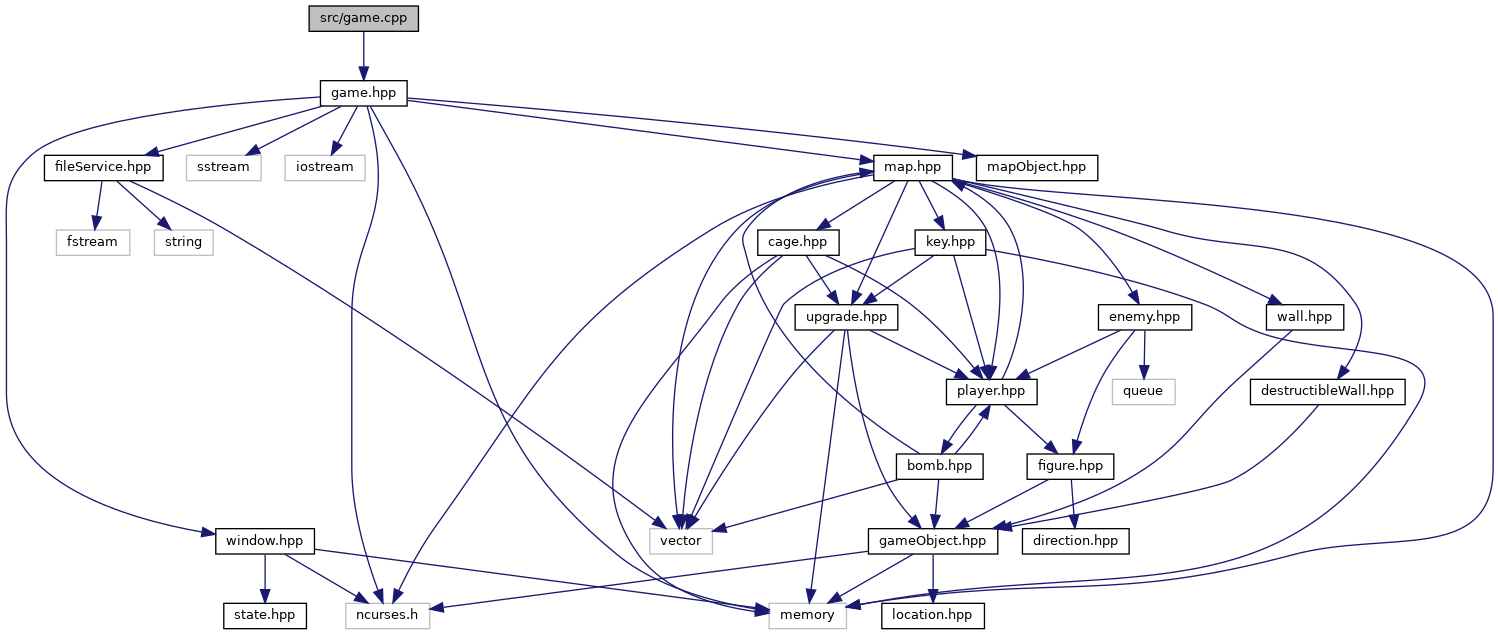 src/game.cpp
game.hpp
fileService.hpp
sstream
iostream
map.hpp
mapObject.hpp
fstream
string
cage.hpp
key.hpp
upgrade.hpp
enemy.hpp
wall.hpp
player.hpp
queue
destructibleWall.hpp
bomb.hpp
figure.hpp
window.hpp
vector
gameObject.hpp
direction.hpp
state.hpp
ncurses.h
memory
location.hpp